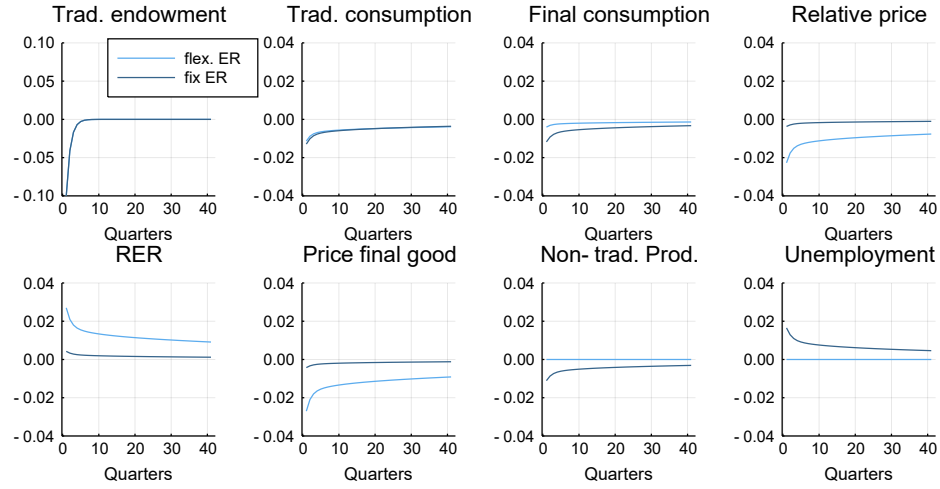 Trad. endowment
0.10
0.05
0.00
- 0.05
- 0.10
0 10 20 30 40
Quarters
flex. ER
fix ER
Trad. consumption
0.04
0.02
0.00
- 0.02
- 0.04
0 10 20 30 40
Quarters
Final consumption
0.04
0.02
0.00
- 0.02
- 0.04
0 10 20 30 40
Quarters
Relative price
0.04
0.02
0.00
- 0.02
- 0.04
0 10 20 30 40
Quarters
RER
0.04
0.02
0.00
- 0.02
- 0.04
0 10 20 30 40
Quarters
Price final good
0.04
0.02
0.00
- 0.02
- 0.04
0 10 20 30 40
Quarters
Non- trad. Prod.
0.04
0.02
0.00
- 0.02
- 0.04
0 10 20 30 40
Quarters
Unemployment
0.04
0.02
0.00
- 0.02
- 0.04
0 10 20 30 40
Quarters